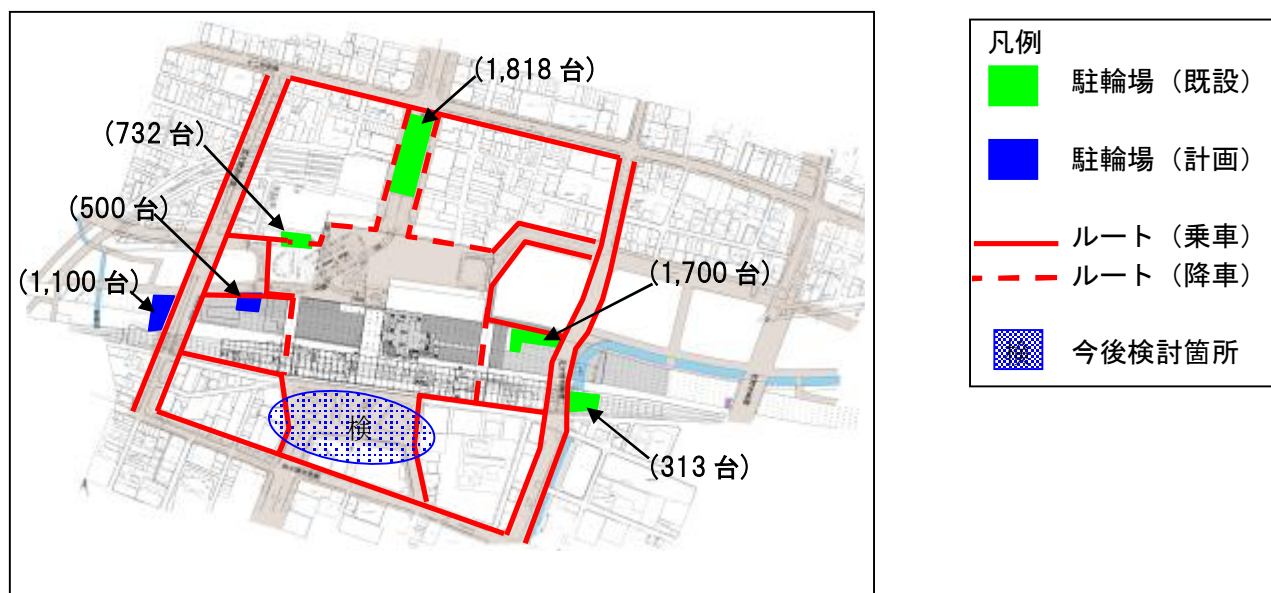 (1,818 台)
(732 台)
(500 台)
(1,100 台)
(1,700 台)
(313 台)
検
凡例
駐輪場（既設）
駐輪場（計画）
ルート（乗車）
ルート（降車）
検
今後検討箇所